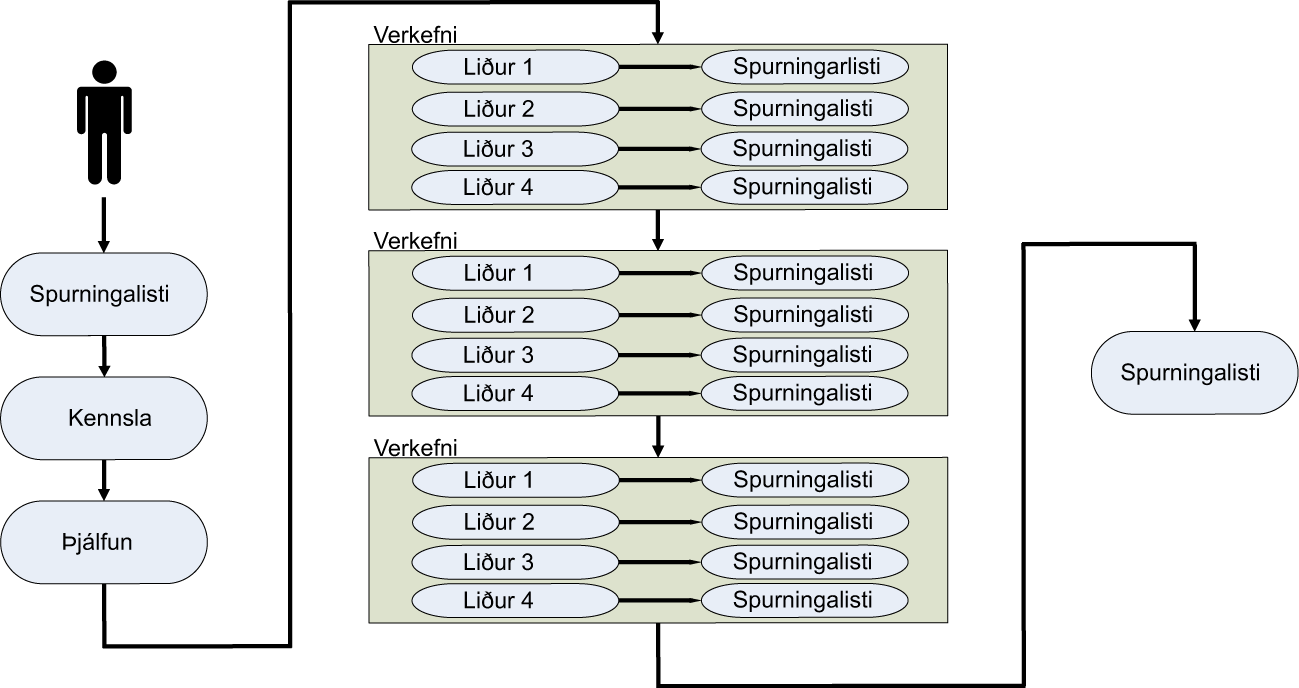 Spurningalisti
Kennsla
Þjálfun
Verkefni
Liður 1 Spurningarlisti
Liður 2 Spurningalisti
Liður 3 Spurningalisti
Liður 4 Spurningalisti
Verkefni
Liður 1 Spurningalisti
Liður 2 Spurningalisti
Liður 3 Spurningalisti
Liður 4 Spurningalisti
Verkefni
Liður 1 Spurningalisti
Liður 2 Spurningalisti
Liður 3 Spurningalisti
Liður 4 Spurningalisti
Spurningalisti